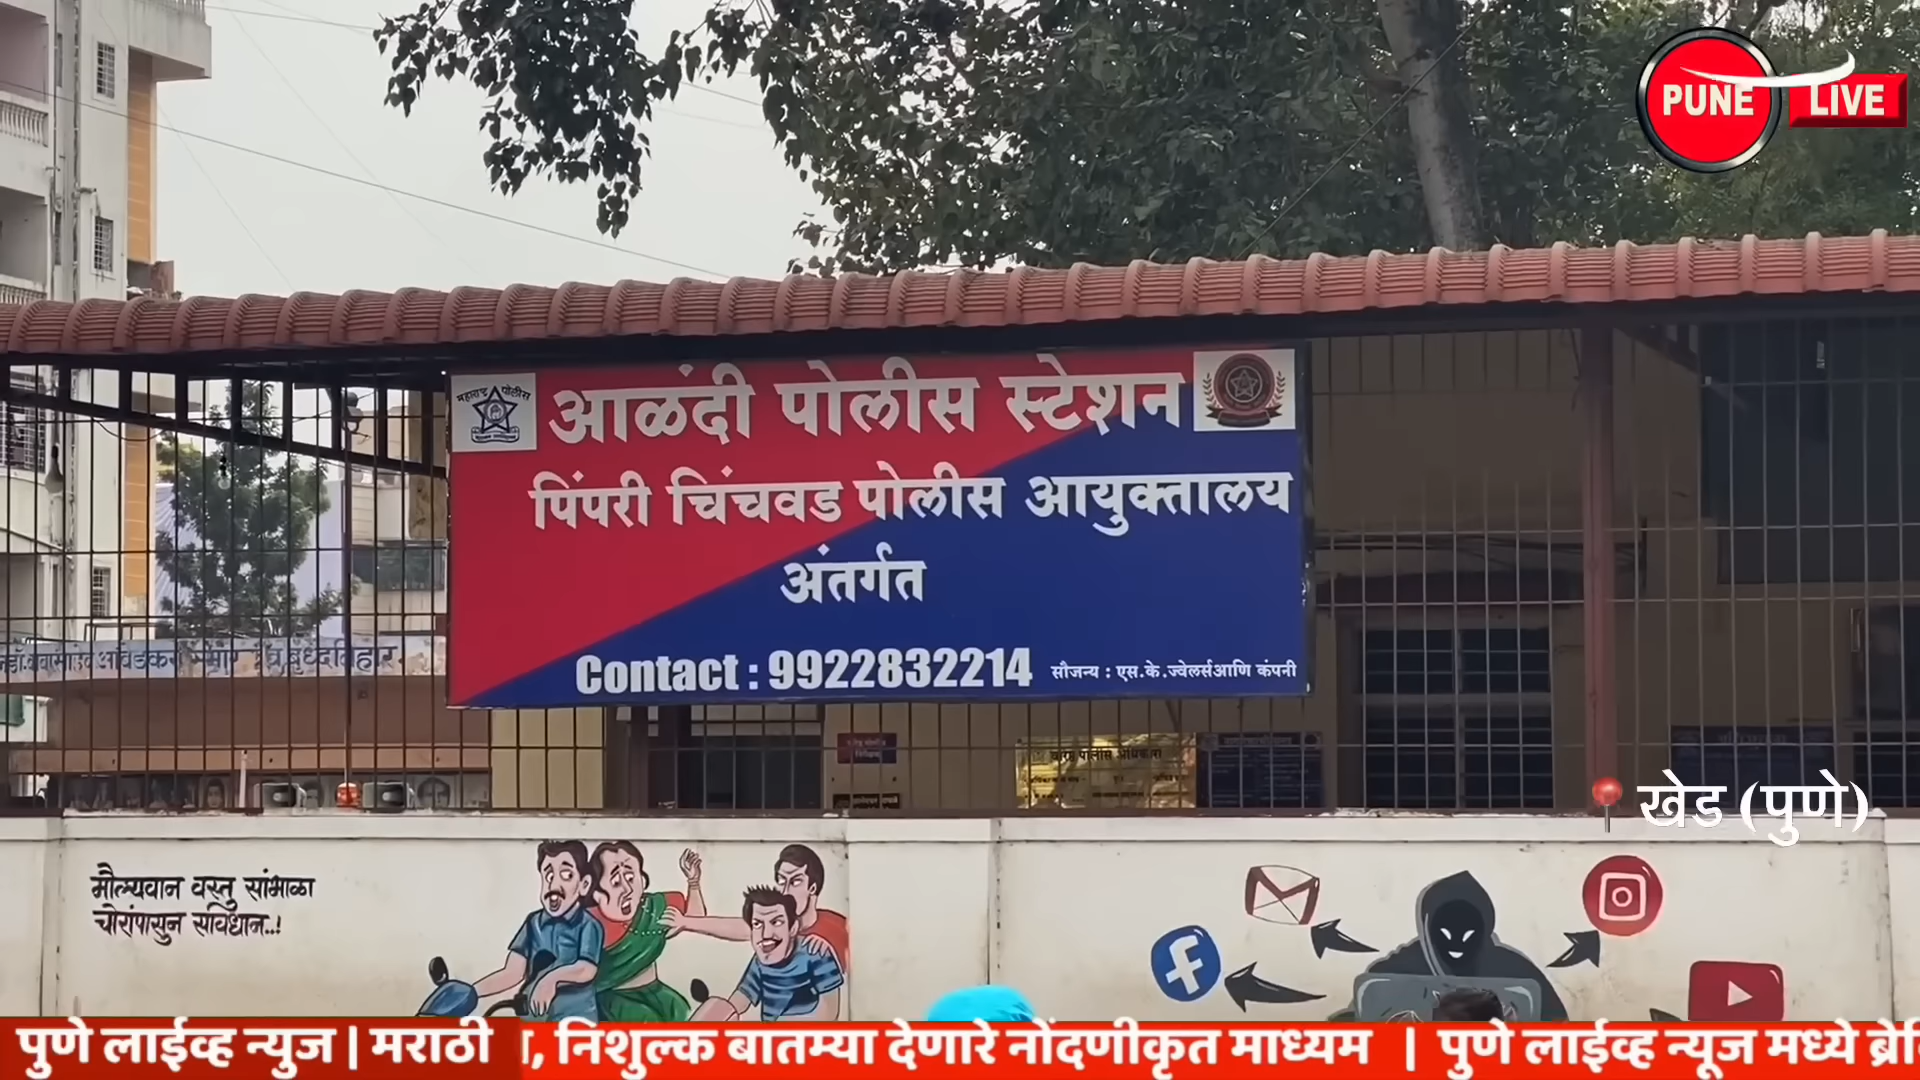 PUNE LIVE
महाराष्ट्र पोलीस
आळंदी पोलीस स्टेशन
पिंपरी चिंचवड पोलीस आयुक्तालय
अंतर्गत
Contact : 9922832214
सौजन्य : एस.के.ज्वेलर्सआणि कंपनी
खेड (पुणे)
मौल्यवान वस्तु सांभाळा
चोरांपासुन सावधान..!
पुणे लाईव्ह न्युज | मराठी
, निशुल्क बातम्या देणारे नोंदणीकृत माध्यम | पुणे लाईव्ह न्यूज मध्ये